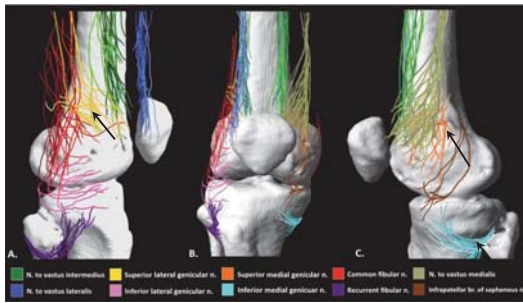 A.
B.
C.
N. to vastus intermedius
Superior lateral genicular n.
Superior medial genicular n.
Common fibular n.
N. to vastus medialis
N. to vastus lateralis
Inferior lateral genicular n.
Inferior medial genicuar n.
Recurrent fibular n.
Infrapatellar br. of saphenous n.